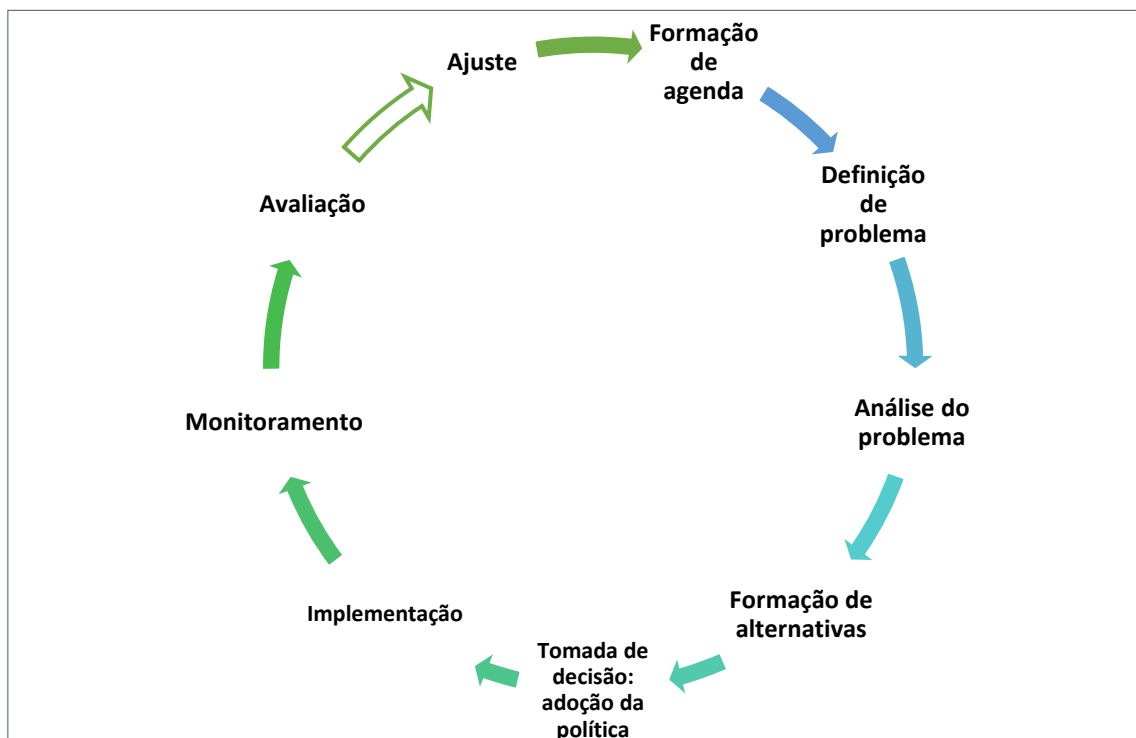 Formação
de
agenda
Definição
de
problema
Análise do
problema
Formação de
alternativas
Tomada de
decisão:
adoção da
política
Implementação
Monitoramento
Avaliação
Ajuste